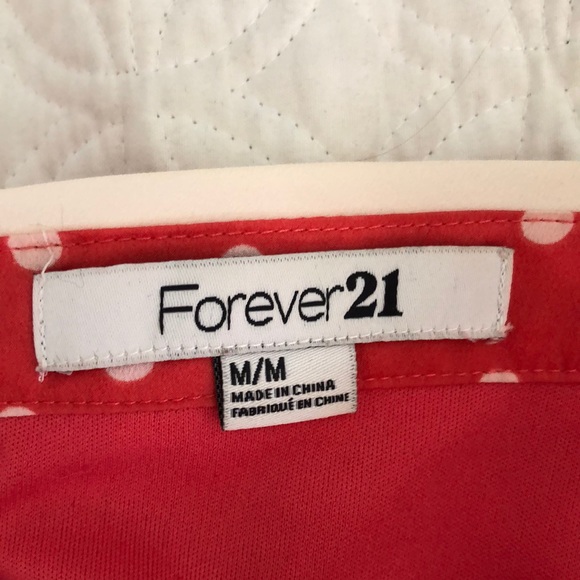 Forever21
M/M
MADE IN CHINA
FABRIQUÉ EN CHINE